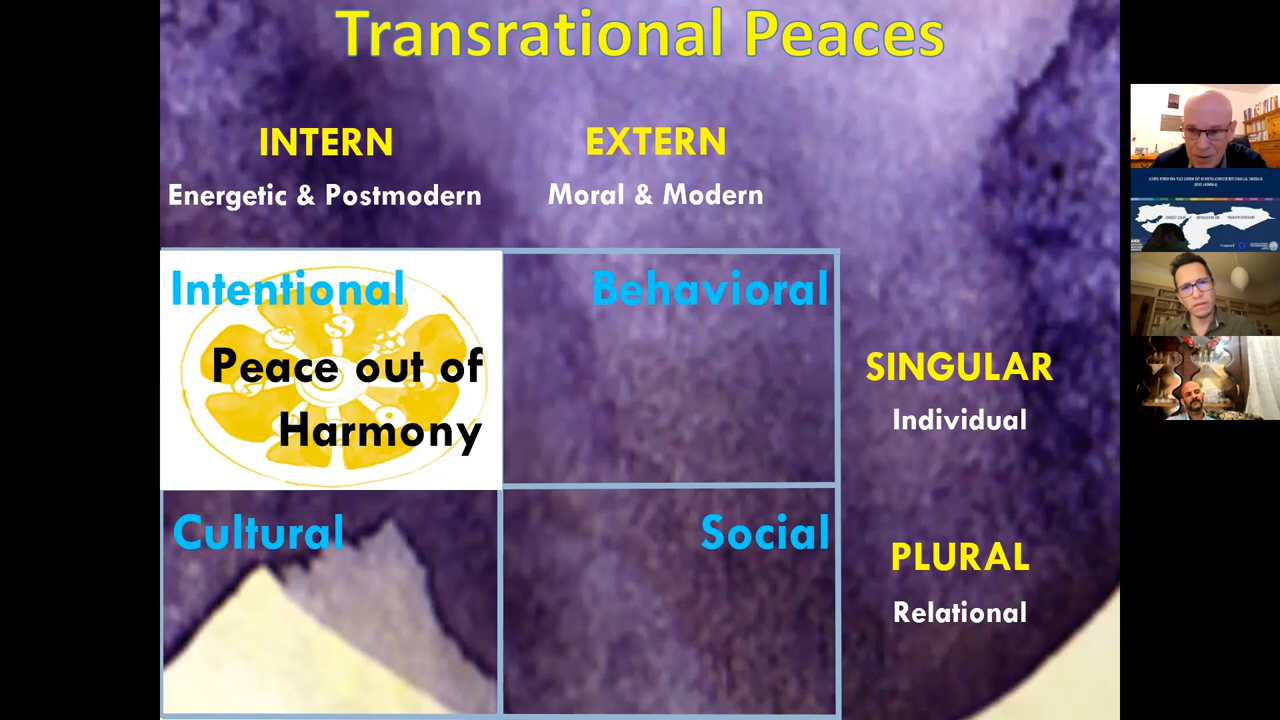 Transrational Peaces
INTERN
EXTERN
Energetic & Postmodern
Moral & Modern
Intentional
Behavioral
Peace out of
Harmony
SINGULAR
Individual
Cultural
Social
PLURAL
Relational